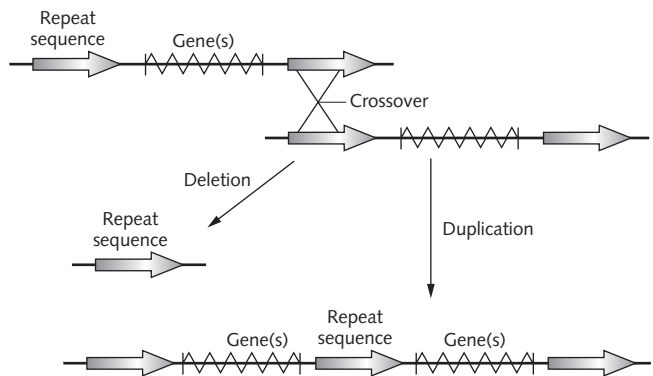 Repeat
sequence
Gene(s)
Crossover
Deletion
Duplication
Repeat
sequence
Gene(s)
Repeat
sequence
Gene(s)